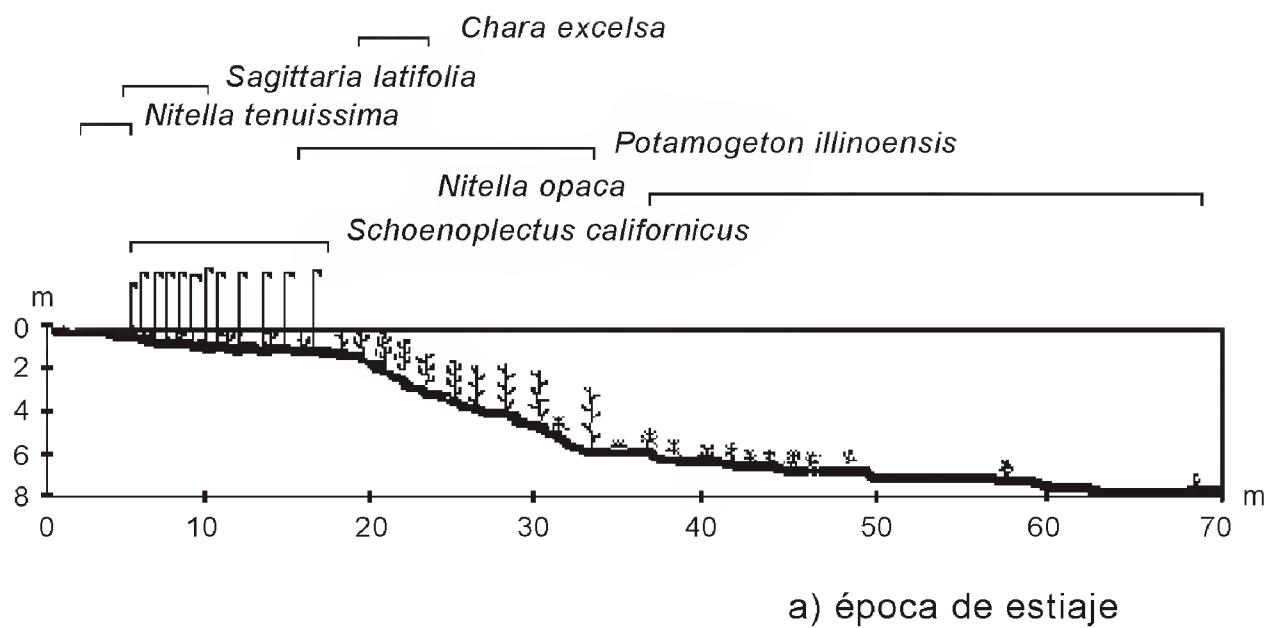 Chara excelsa
Sagittaria latifolia
Nitella tenuissima
Potamogeton illinoensis
Nitella opaca
Schoenoplectus californicus
m
0
2
4
6
8
0 10 20 30 40 50 60 70 m
a) época de estiaje